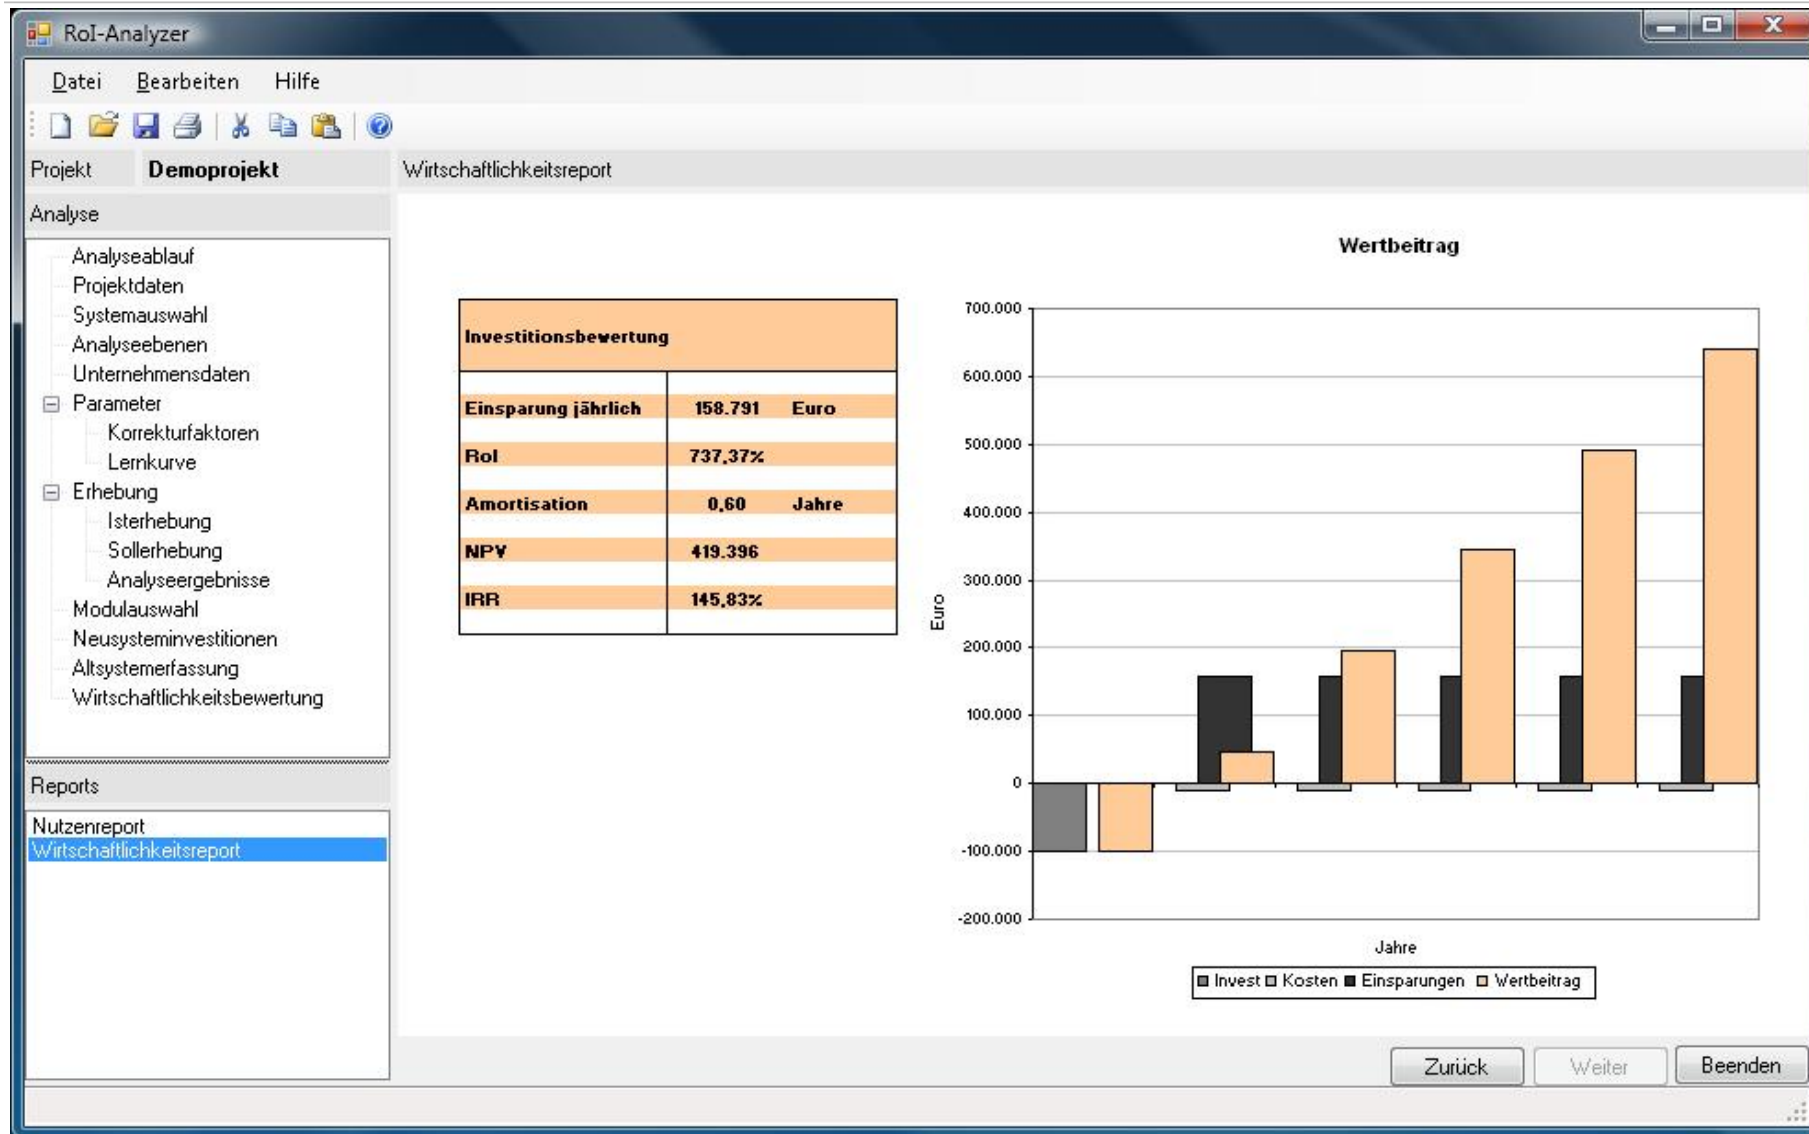 RoI-Analyzer
Datei Bearbeiten Hilfe
Projekt Demoprojekt Wirtschaftlichkeitsreport
Analyse
Analyseablauf
Projektdaten
Systemauswahl
Analyseebenen
Unternehmensdaten
Parameter
Korrekturfaktoren
Lernkurve
Erhebung
Isterhebung
Sollerhebung
Analyseergebnisse
Modulauswahl
Neusysteminvestitionen
Altsystemerfassung
Wirtschaftlichkeitsbewertung
Reports
Nutzenreport
Wirtschaftlichkeitsreport
Investitionsbewertung
Einsparung jährlich 158.791 Euro
RoI 737,37%
Amortisation 0,60 Jahre
NPV 419.396
IRR 145,83%
Wertbeitrag
700.000
600.000
500.000
400.000
300.000
200.000
100.000
0
-100.000
-200.000
Euro
Jahre
Invest Kosten Einsparungen Wertbeitrag
Zurück Weiter Beenden